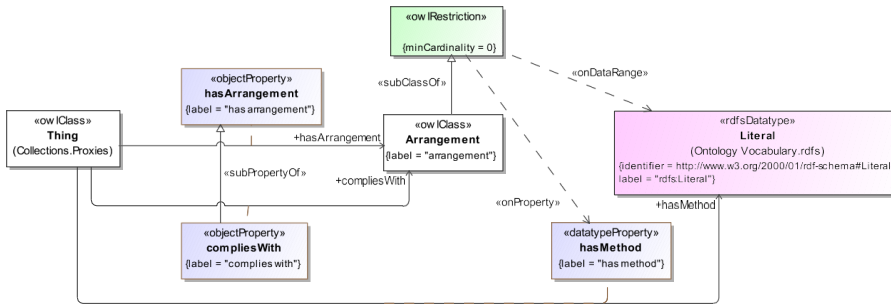 «owlRestriction»
{minCardinality = 0}
«subClassOf»
«onDataRange»
«objectProperty»
hasArrangement
{label = "has arrangement"}
«owlClass»
Thing
(Collections.Proxies)
+hasArrangement
«owlClass»
Arrangement
{label = "arrangement"}
«rdfsDatatype»
Literal
(Ontology Vocabulary.rdfs)
{identifier = http://www.w3.org/2000/01/rdf-schema#Literal
label = "rdfs:Literal"}
«subPropertyOf»
+compliesWith
«onProperty»
+hasMethod
«objectProperty»
compliesWith
{label = "complies with"}
«datatypeProperty»
hasMethod
{label = "has method"}